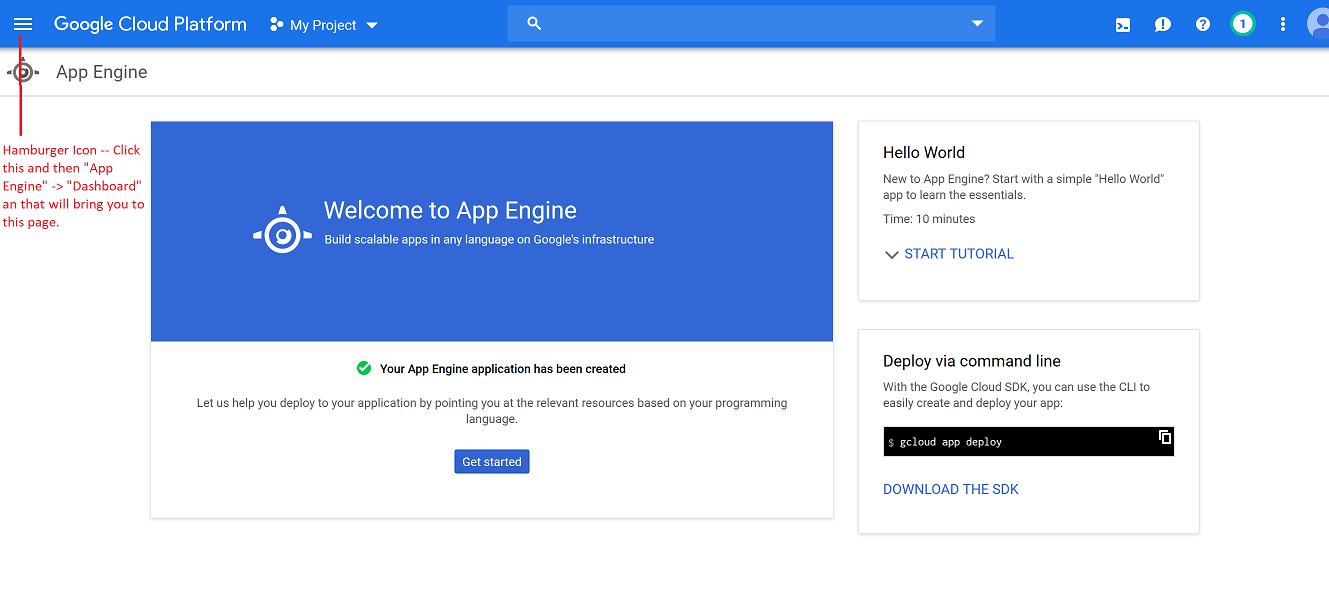 Google Cloud Platform
My Project
1
App Engine
Hamburger Icon -- Click
this and then "App
Engine" -> "Dashboard"
an that will bring you to
this page.
Welcome to App Engine
Build scalable apps in any language on Google's infrastructure
Your App Engine application has been created
Let us help you deploy to your application by pointing you at the relevant resources based on your programming
language.
Get started
Hello World
New to App Engine? Start with a simple "Hello World"
app to learn the essentials.
Time: 10 minutes
START TUTORIAL
Deploy via command line
With the Google Cloud SDK, you can use the CLI to
easily create and deploy your app:
$ gcloud app deploy
DOWNLOAD THE SDK